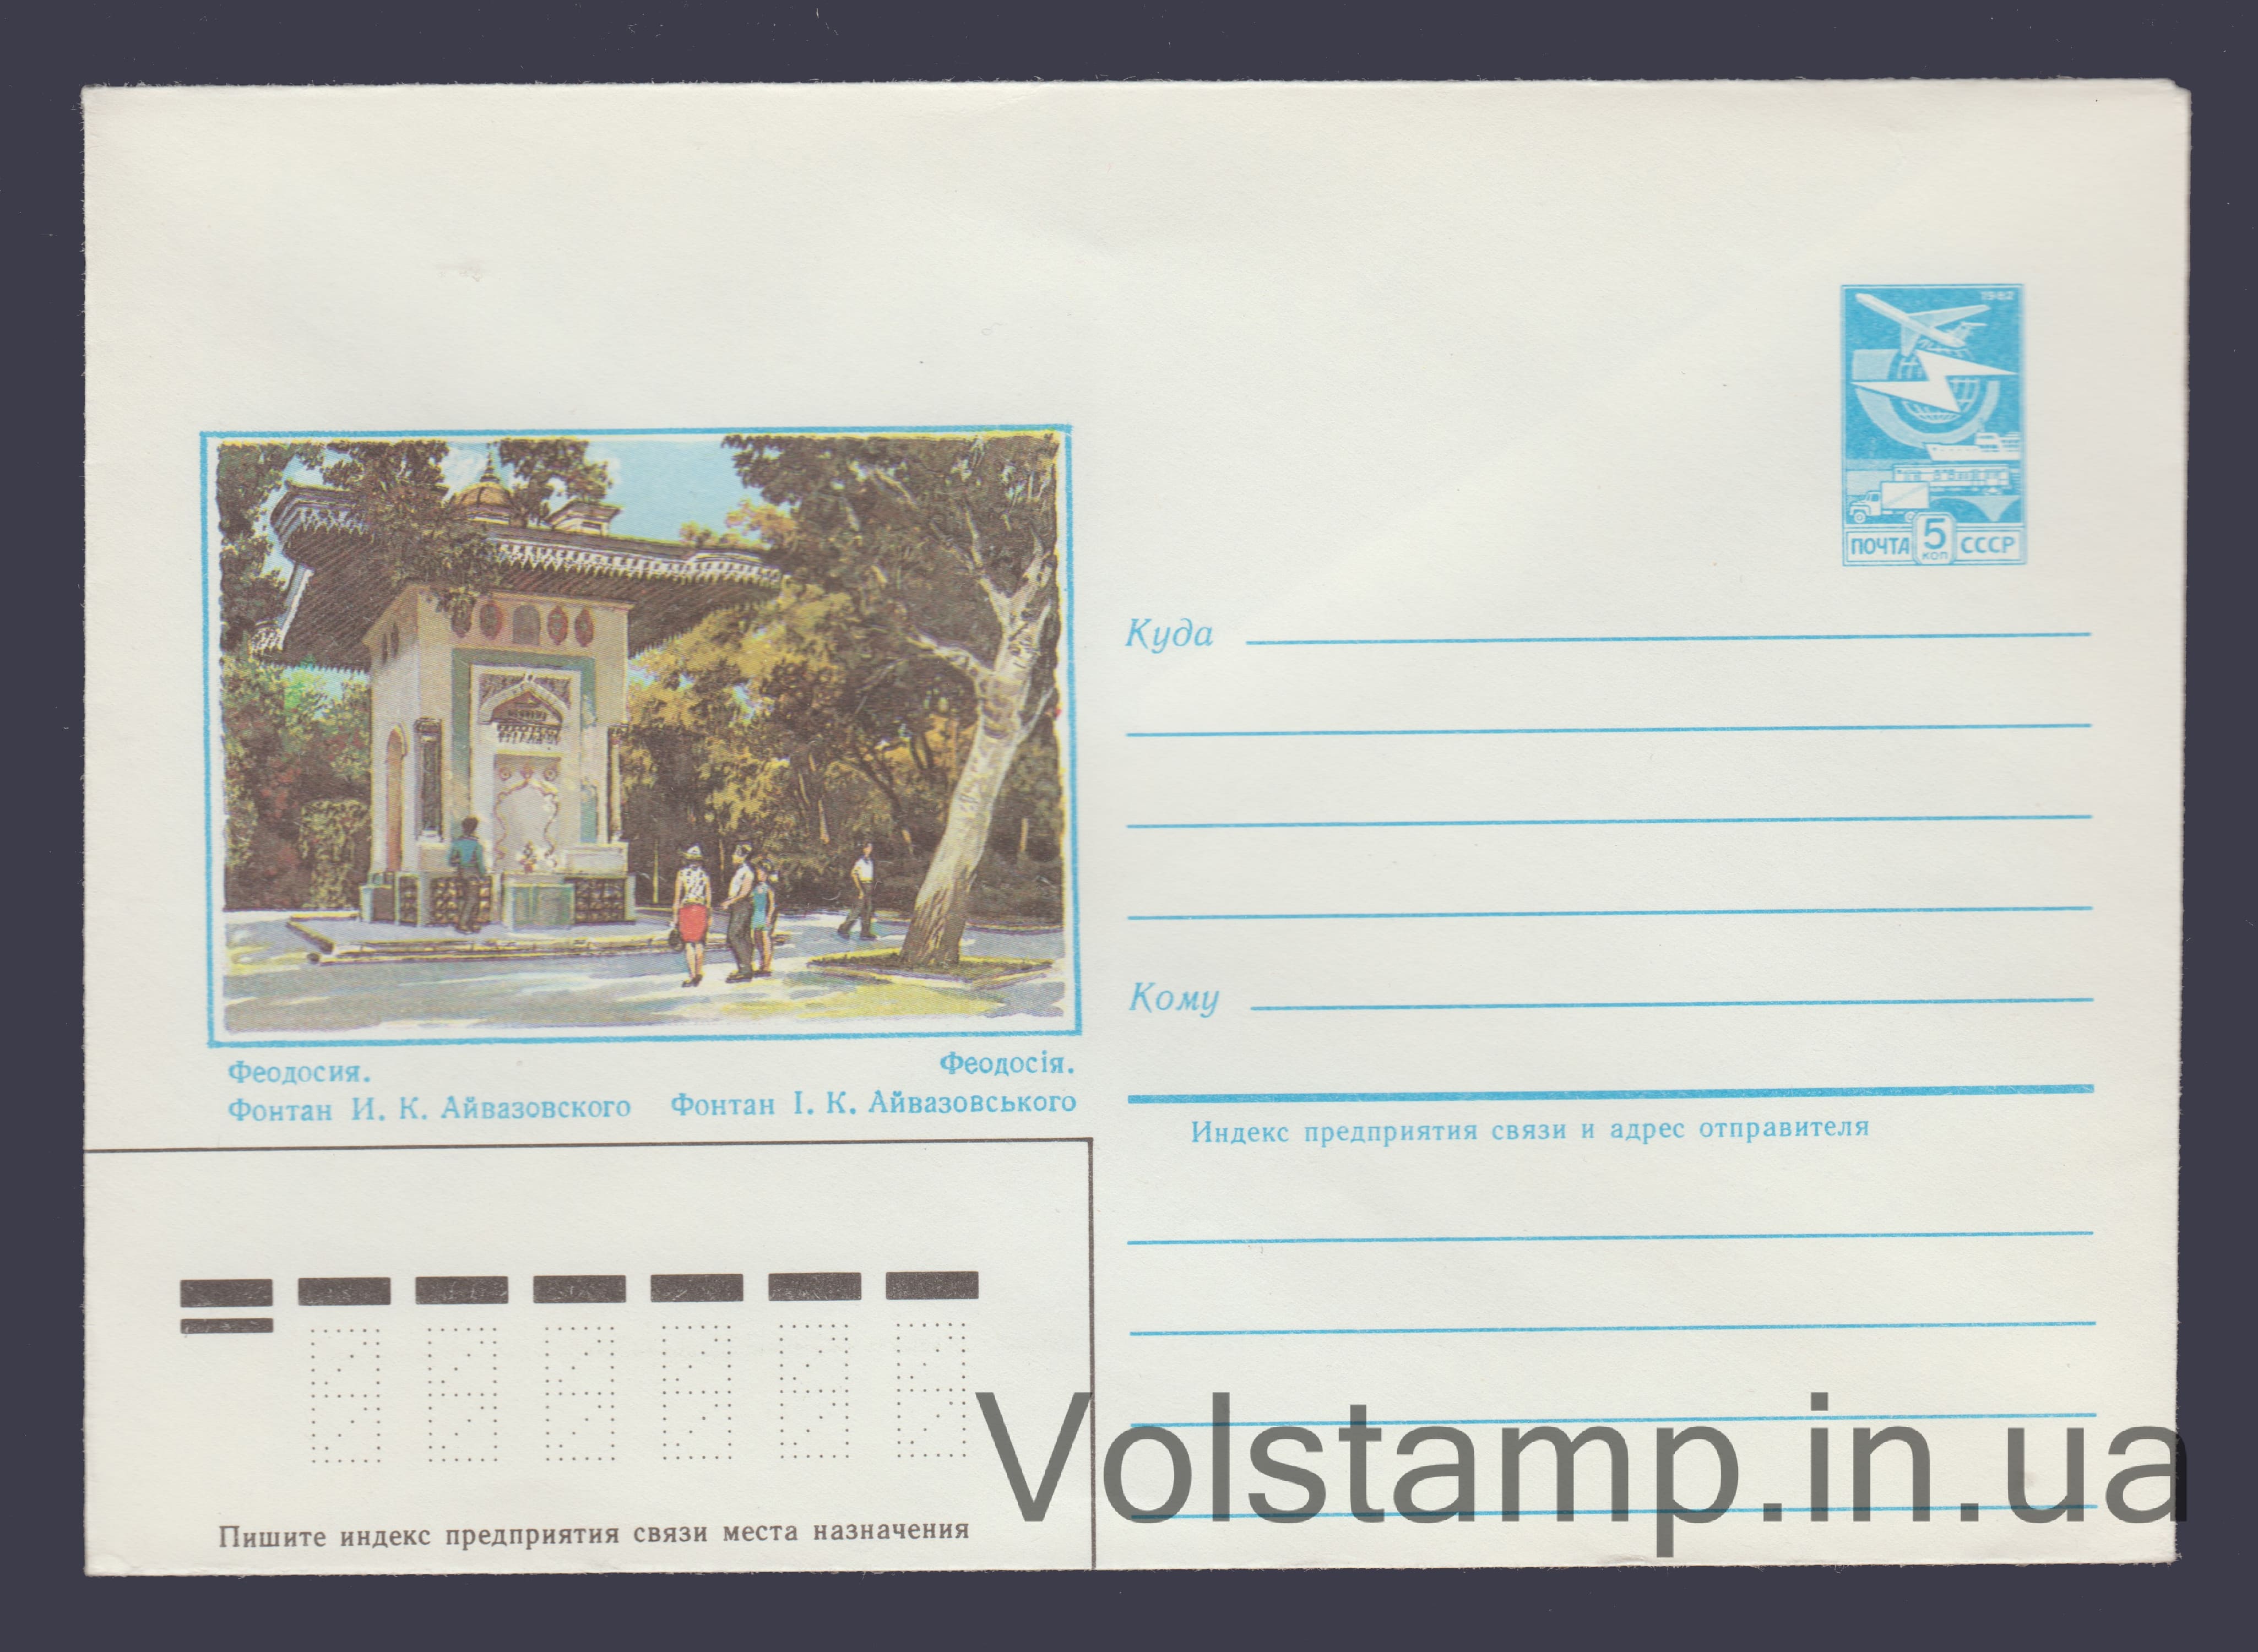 1982
ПОЧТА 5 КОП СССР
Куда
Кому
Феодосия.
Фонтан И. К. Айвазовского
Феодосія.
Фонтан І. К. Айвазовського
Индекс предприятия связи и адрес отправителя
Пишите индекс предприятия связи места назначения
Volstamp.in.ua